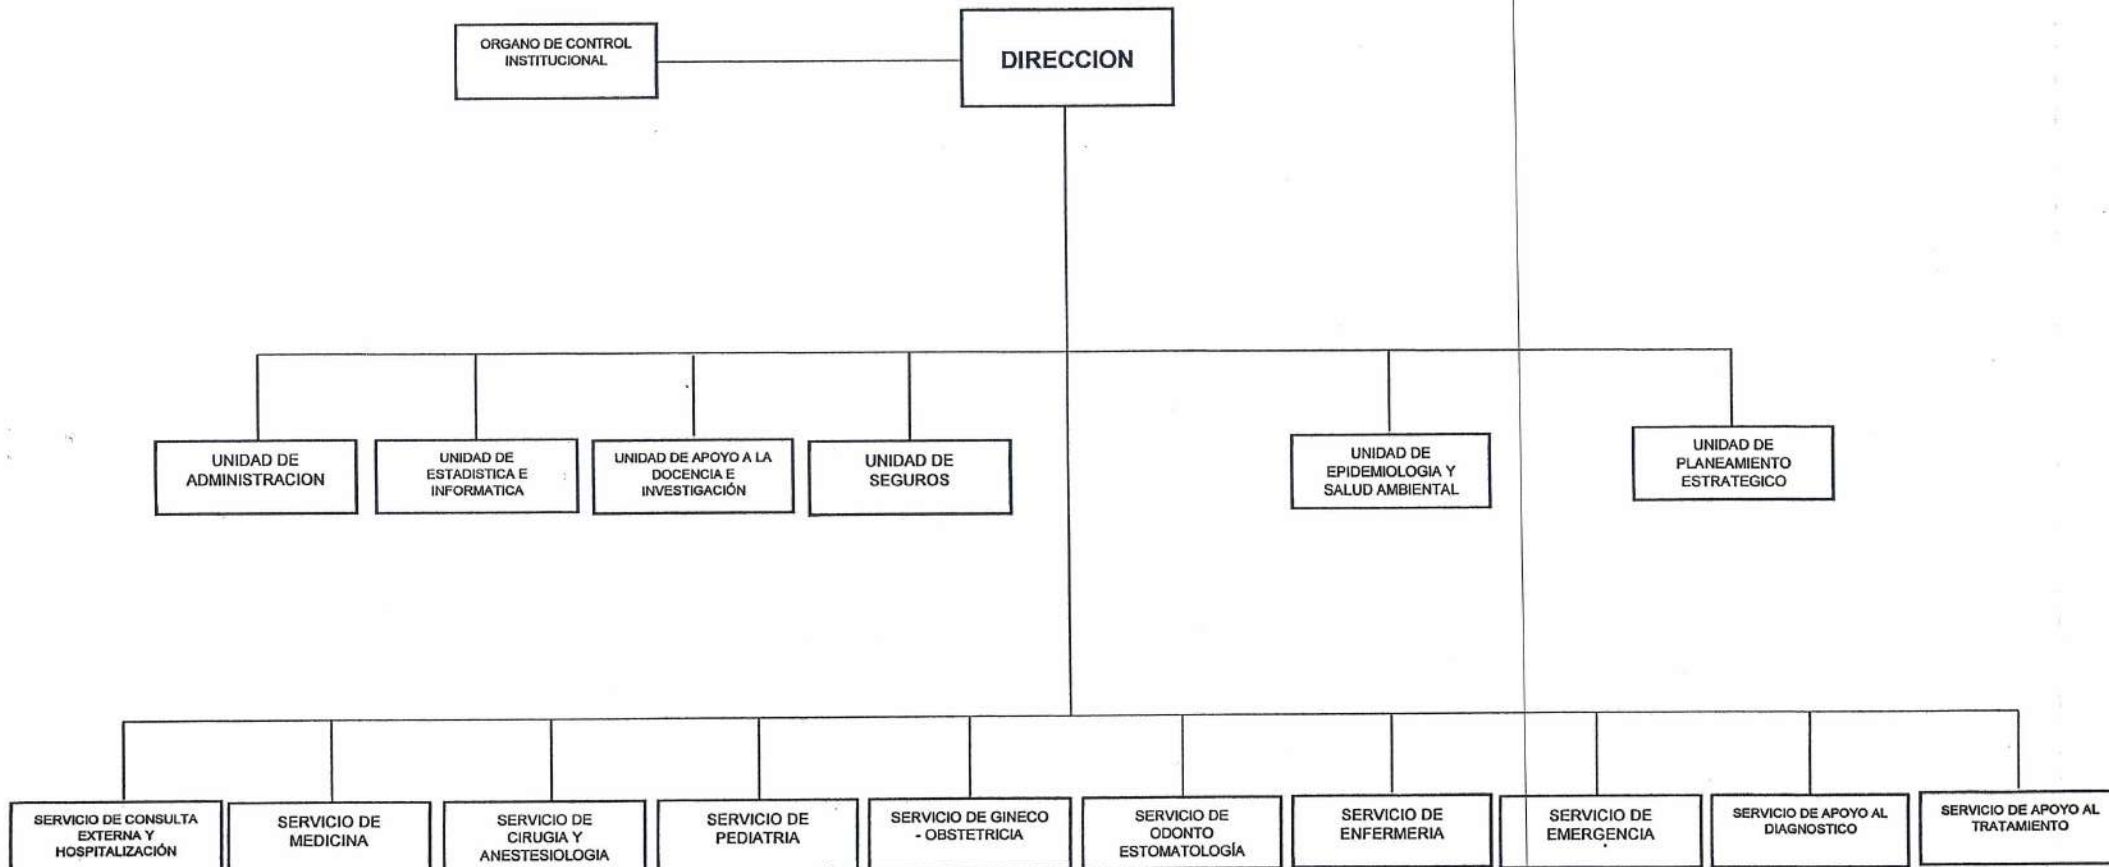 ORGANO DE CONTROL
INSTITUCIONAL
DIRECCION
UNIDAD DE
ADMINISTRACION
UNIDAD DE
ESTADISTICA E
INFORMATICA
UNIDAD DE APOYO A LA
DOCENCIA E
INVESTIGACIÓN
UNIDAD DE
SEGUROS
UNIDAD DE
EPIDEMIOLOGIA Y
SALUD AMBIENTAL
UNIDAD DE
PLANEAMIENTO
ESTRATEGICO
SERVICIO DE CONSULTA
EXTERNA Y
HOSPITALIZACIÓN
SERVICIO DE
MEDICINA
SERVICIO DE
CIRUGIA Y
ANESTESIOLOGIA
SERVICIO DE
PEDIATRIA
SERVICIO DE GINECO
- OBSTETRICIA
SERVICIO DE
ODONTO
ESTOMATOLOGÍA
SERVICIO DE
ENFERMERIA
SERVICIO DE
EMERGENCIA
SERVICIO DE APOYO AL
DIAGNOSTICO
SERVICIO DE APOYO AL
TRATAMIENTO